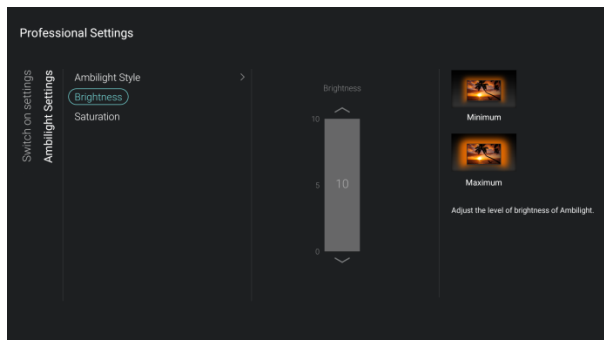 Professional Settings
Switch on settings
Ambilight Settings
Ambilight Style
Brightness
Saturation
Brightness
10
5
10
0
Minimum
Maximum
Adjust the level of brightness of Ambilight.